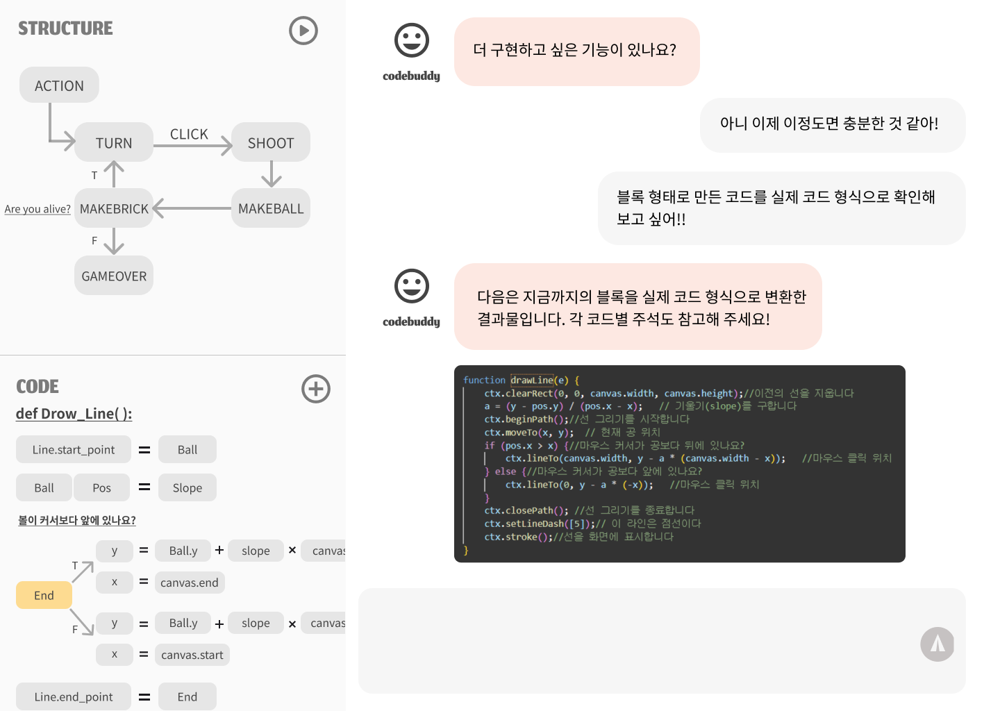 STRUCTURE
ACTION
TURN
CLICK
SHOOT
T
Are you alive?
MAKEBRICK
MAKEBALL
F
GAMEOVER
CODE
def Drow_Line( ):
Line.start_point = Ball
Ball Pos = Slope
볼이 커서보다 앞에 있나요?
T
y = Ball.y + slope × canvas
x = canvas.end
End
F
y = Ball.y + slope × canvas
x = canvas.start
Line.end_point = End
codebuddy
더 구현하고 싶은 기능이 있나요?
아니 이제 이정도면 충분한 것 같아!
블록 형태로 만든 코드를 실제 코드 형식으로 확인해
보고 싶어!!
codebuddy
다음은 지금까지의 블록을 실제 코드 형식으로 변환한
결과물입니다. 각 코드별 주석도 참고해 주세요!
function drawLine(e) {
ctx.clearRect(0, 0, canvas.width, canvas.height);//이전의 선을 지웁니다
a = (y - pos.y) / (pos.x - x); // 기울기(slope)를 구합니다
ctx.beginPath();//선 그리기를 시작합니다
ctx.moveTo(x, y); // 현재 공 위치
if (pos.x > x) {//마우스 커서가 공보다 뒤에 있나요?
ctx.lineTo(canvas.width, y - a * (canvas.width - x)); //마우스 클릭 위치
} else {//마우스 커서가 공보다 앞에 있나요?
ctx.lineTo(0, y - a * (-x)); //마우스 클릭 위치
}
ctx.closePath(); //선 그리기를 종료합니다
ctx.setLineDash([5]);// 이 라인은 점선이다
ctx.stroke();//선을 화면에 표시합니다
}